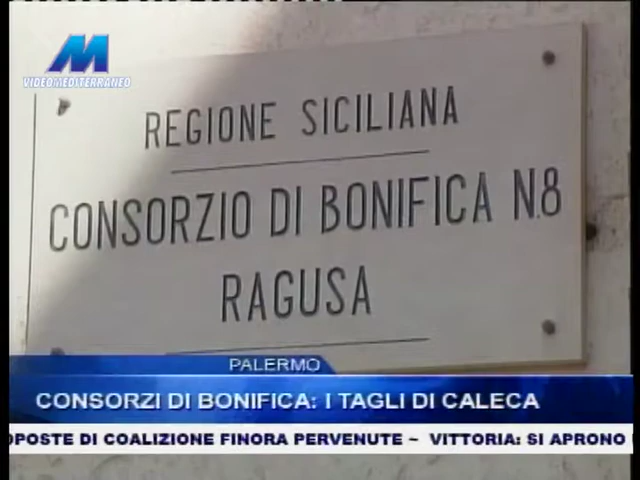 M
VIDEOMEDITERRANEO
REGIONE SICILIANA
CONSORZIO DI BONIFICA N.8
RAGUSA
PALERMO
CONSORZI DI BONIFICA: I TAGLI DI CALECA
OPOSTE DI COALIZIONE FINORA PERVENUTE ~ VITTORIA: SI APRONO